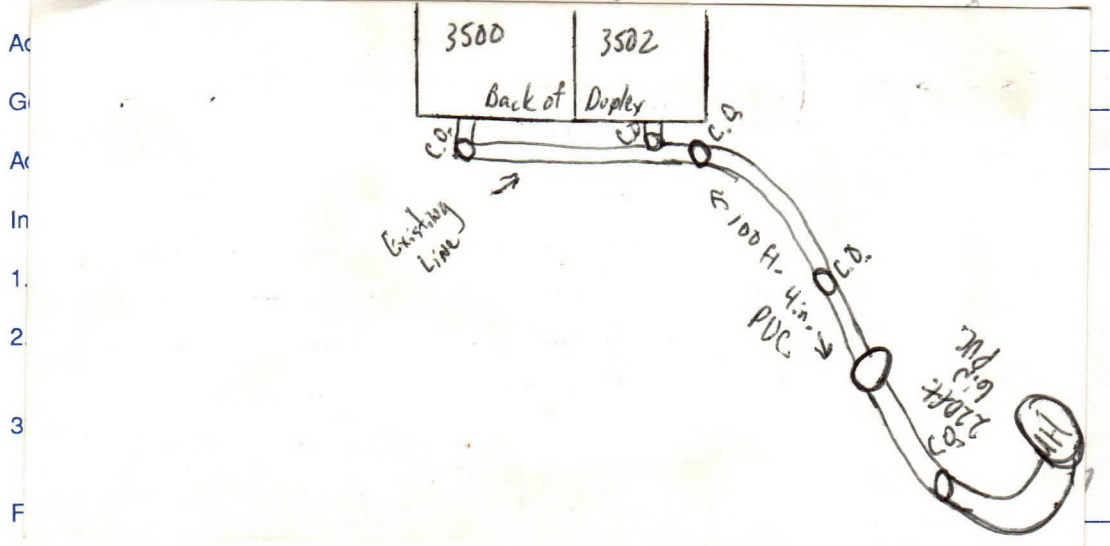 Ac
3500
3502
G
Back of
Duplex
Ac
C.O.
C.O.
C.O.
In
Existing
Line
100 ft.
4 in.
PVC
C.O.
1.
2.
220 ft.
6 in
PVC.
C.O.
MH
3
F